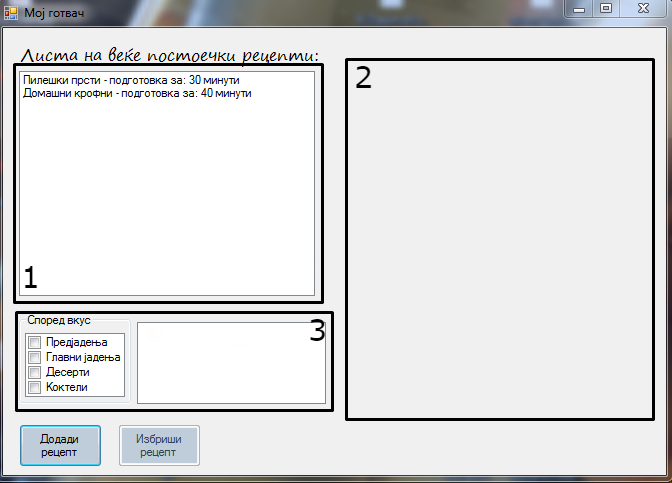 Мој готвач
Листа на веќе постоечки рецепти:
Пилешки прсти - подготовка за: 30 минути
Домашни крофни - подготовка за: 40 минути
1
2
Според вкус
Предјадења
Главни јадења
Десерти
Коктели
3
Додади
рецепт
Избриши
рецепт